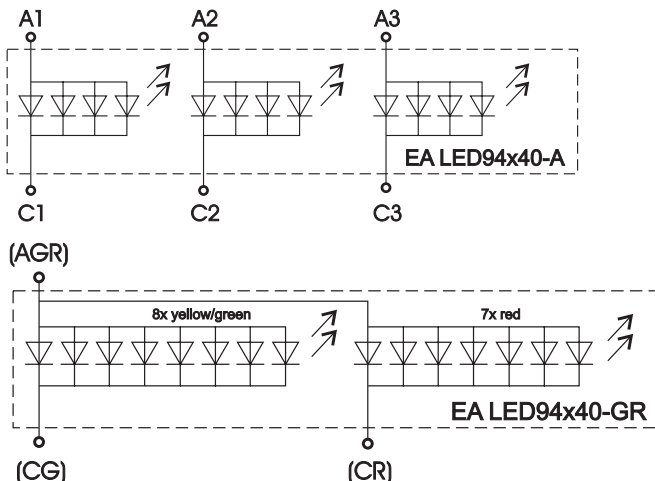 A1 A2 A3
EA LED94x40-A
C1 C2 C3
(AGR)
8x yellow/green 7x red
EA LED94x40-GR
(CG) (CR)